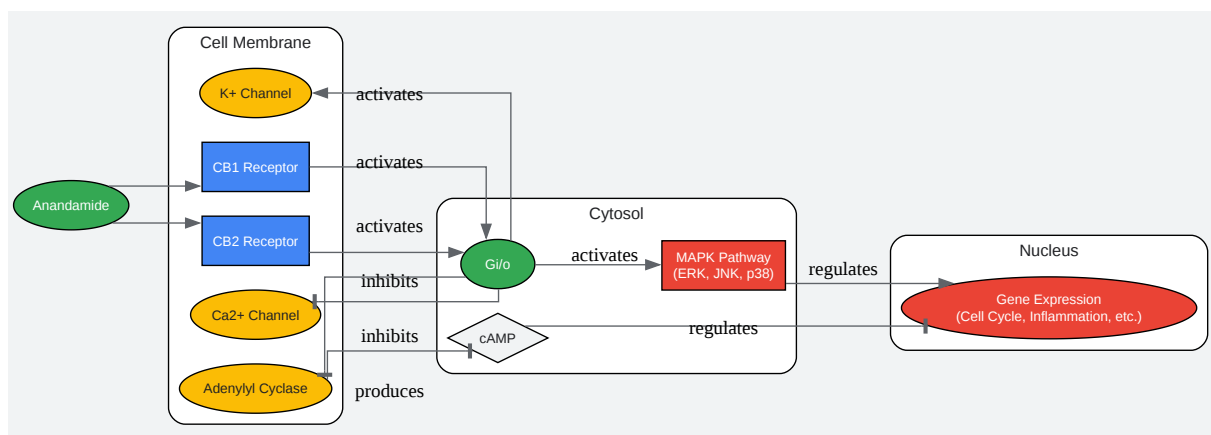 Cell Membrane
K+ Channel
activates
CB1 Receptor
activates
Anandamide
CB2 Receptor
activates
Cytosol
Gi/o
activates
MAPK Pathway
(ERK, JNK, p38)
regulates
Nucleus
Gene Expression
(Cell Cycle, Inflammation, etc.)
inhibits
Ca2+ Channel
inhibits
cAMP
regulates
Adenylyl Cyclase
produces